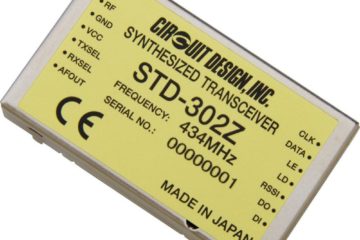 RF
GND
VCC
TXSEL
RXSEL
AFOUT
CIRCUIT DESIGN, INC.
SYNTHESIZED TRANSCEIVER
STD-302Z
FREQUENCY: 434MHz
SERIAL NO.: 00000001
CE
MADE IN JAPAN
CLK
DATA
LE
LD
RSSI
DO
DI